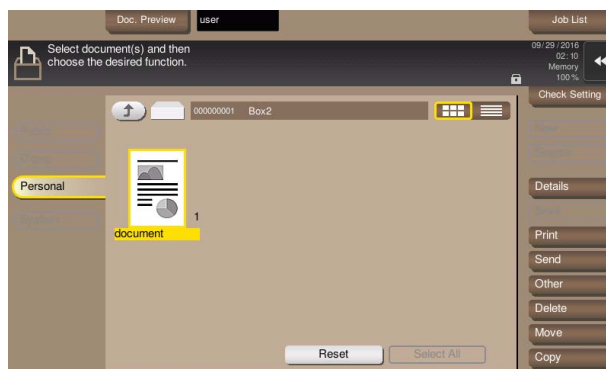 Doc. Preview
user
Job List
Select document(s) and then
choose the desired function.
09/29/2016
02:10
Memory
100%
Check Setting
000000001 Box2
Personal
1
document
Details
Print
Send
Other
Delete
Move
Copy
Reset
Select All